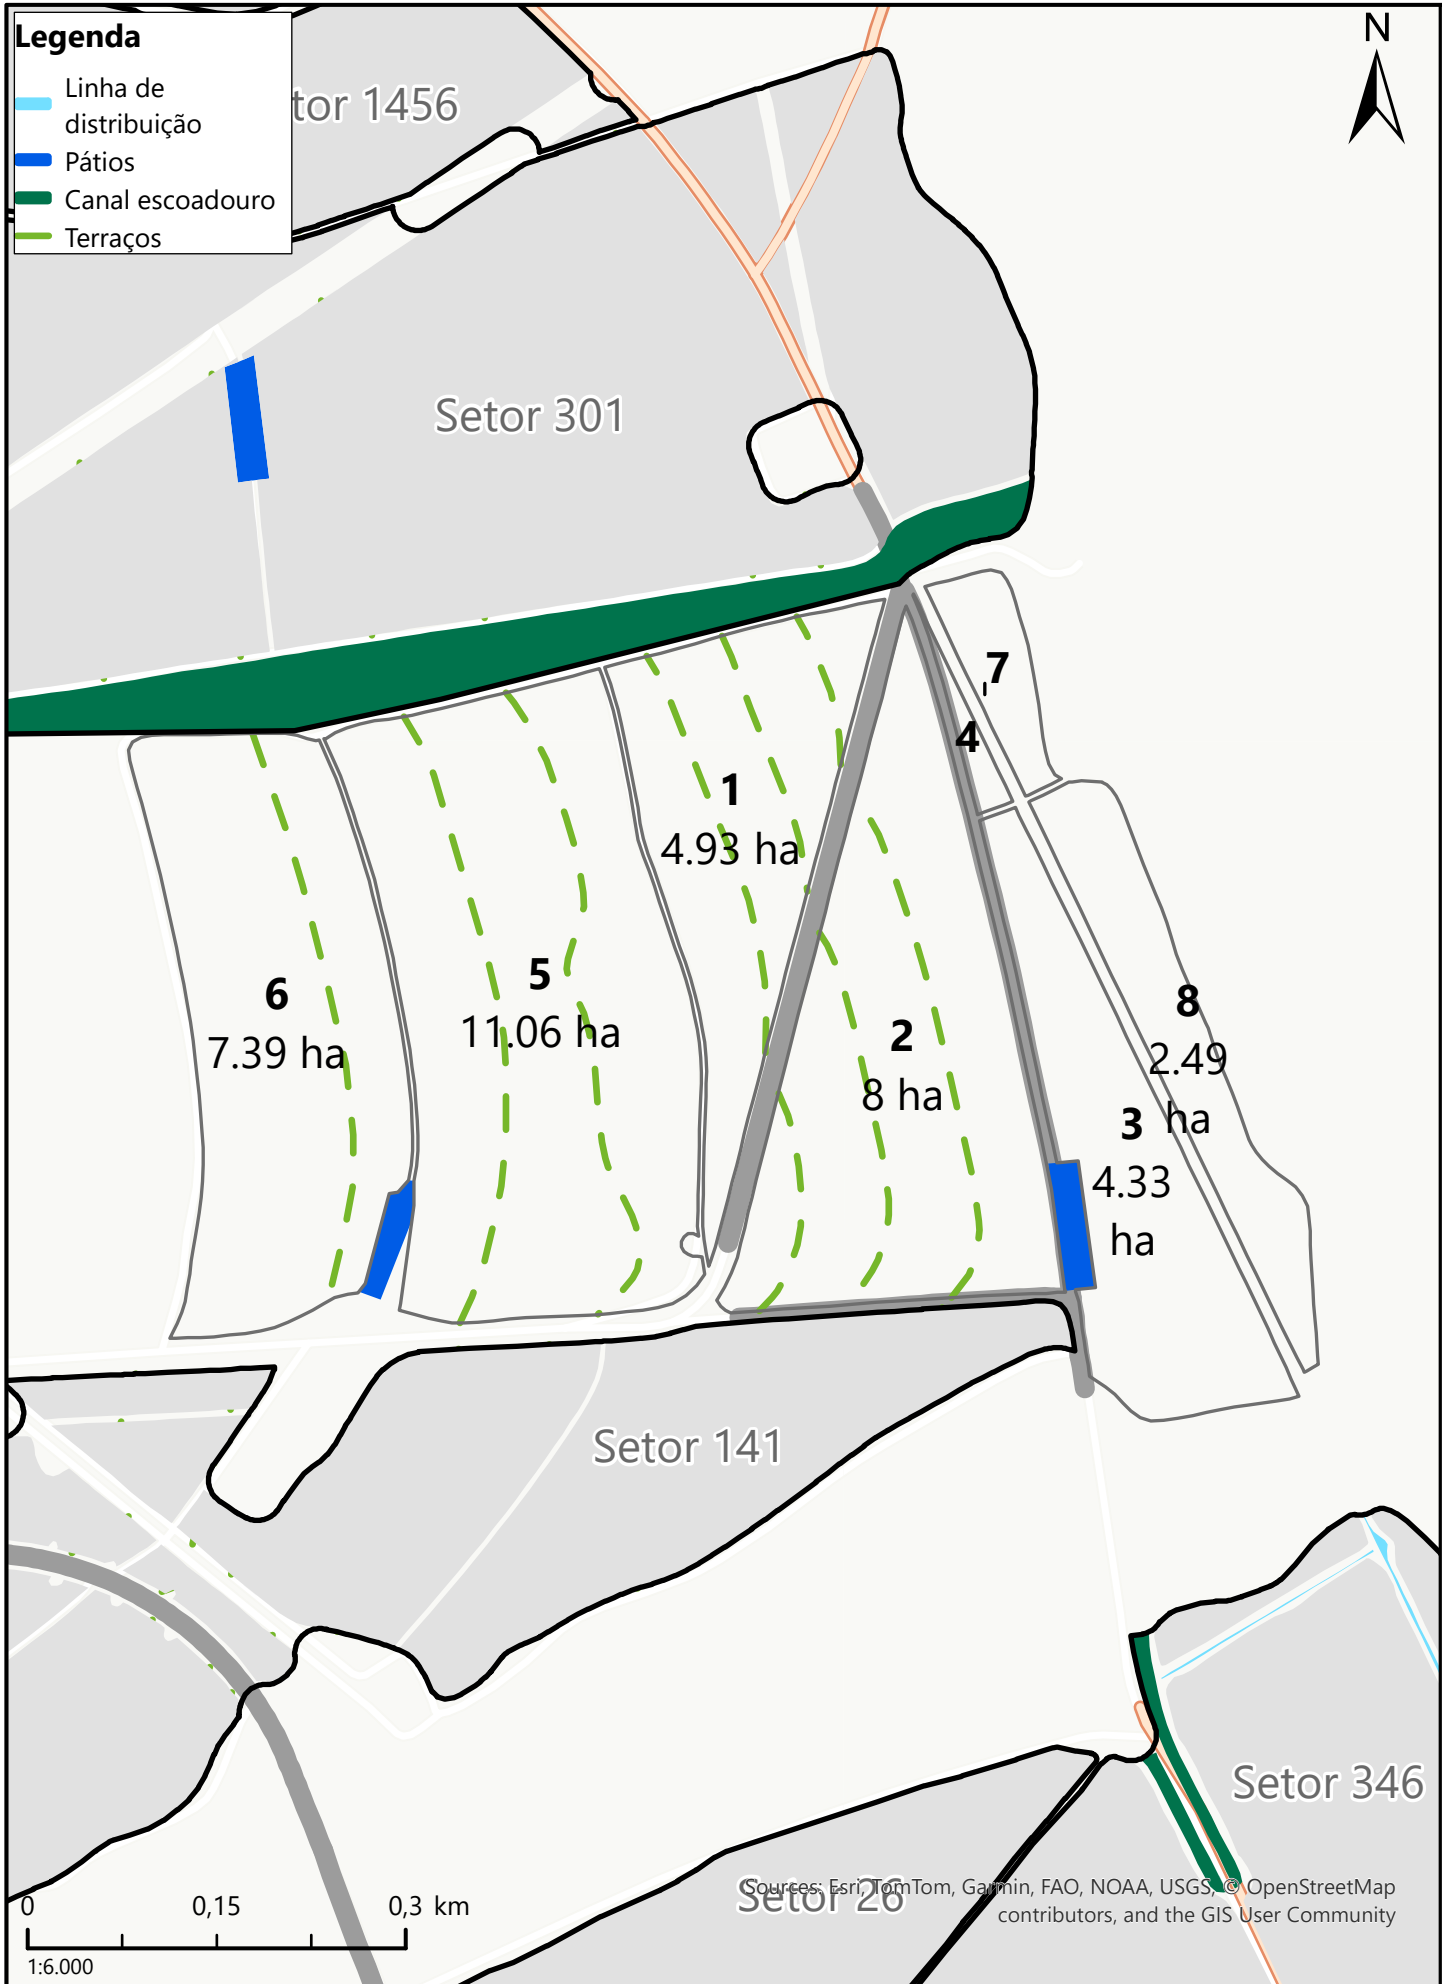 Legenda
Linha de
distribuição
Pátios
Canal escoadouro
Terraços
tor 1456
N
Setor 301
7
4
1
4.93 ha
6
7.39 ha
5
11.06 ha
2
8 ha
8
2.49
ha
3
4.33
ha
Setor 141
Setor 346
Setor 26
Sources: Esri, TomTom, Garmin, FAO, NOAA, USGS, © OpenStreetMap
contributors, and the GIS User Community
0 0,15 0,3 km
1:6.000